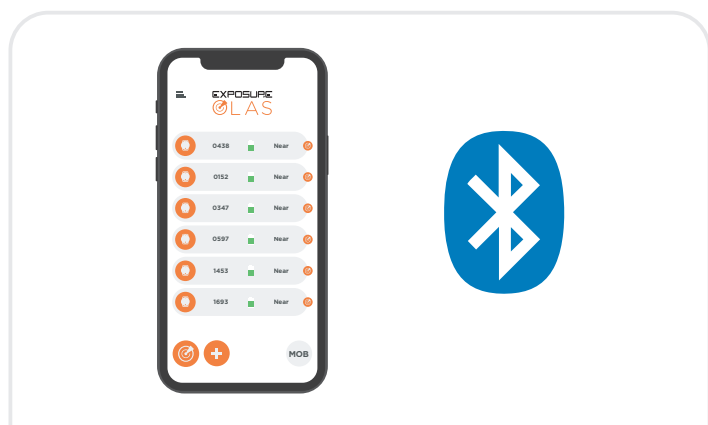 EXPOSURE
OLAS
0438 Near
0152 Near
0347 Near
0597 Near
1453 Near
1693 Near
MOB